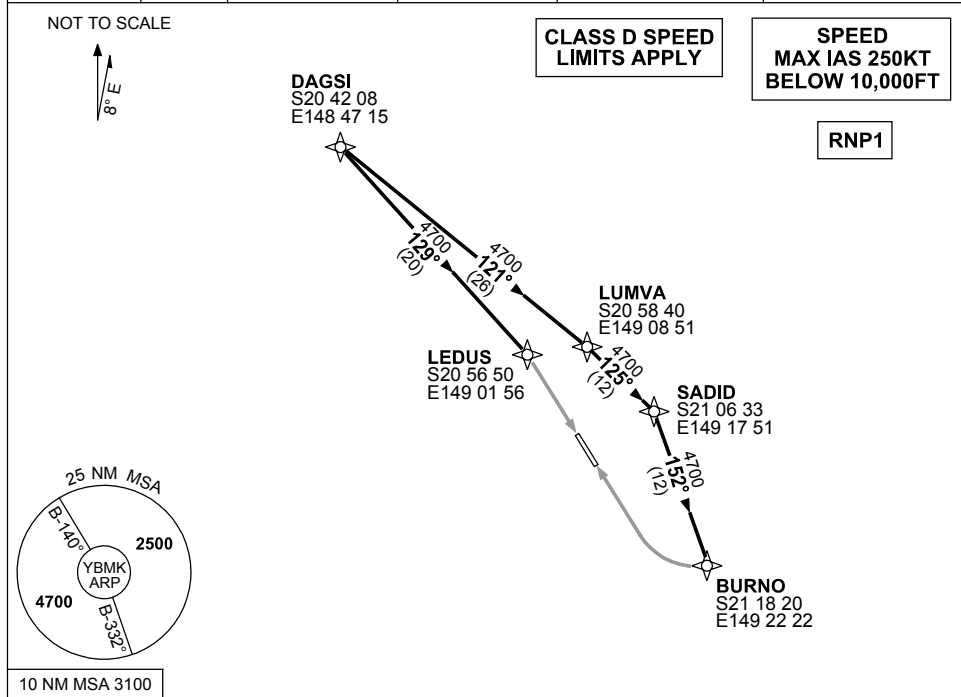 NOT TO SCALE
8° E
CLASS D SPEED
LIMITS APPLY
SPEED
MAX IAS 250KT
BELOW 10,000FT
RNP1
DAGSI
S20 42 08
E148 47 15
4700
129°
(20)
4700
121°
(26)
LUMVA
S20 58 40
E149 08 51
LEDUS
S20 56 50
E149 01 56
4700
125°
(12)
SADID
S21 06 33
E149 17 51
4700
152°
(12)
BURNO
S21 18 20
E149 22 22
25 NM MSA
B-140°
2500
YBMK
ARP
4700
B-332°
10 NM MSA 3100